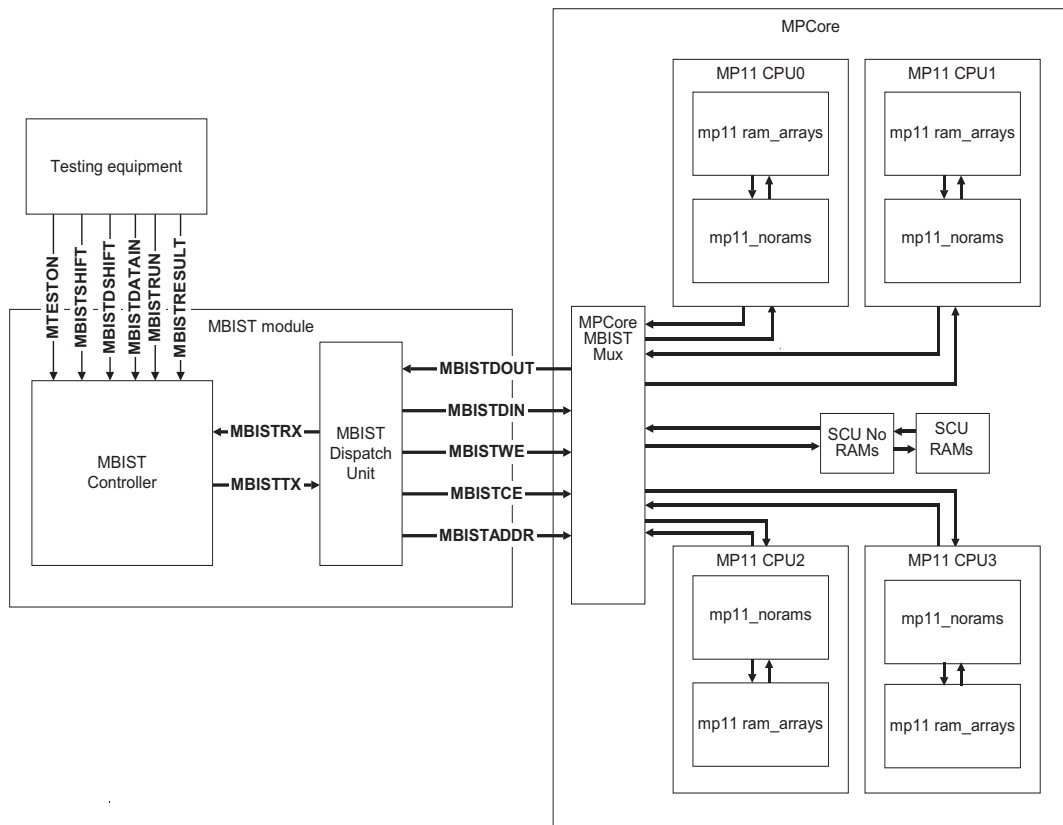 MPCore
MP11 CPU0
MP11 CPU1
mp11 ram_arrays
mp11 ram_arrays
Testing equipment
mp11_norams
mp11_norams
MTESTON
MBISTSHIFT
MBISTDSHIFT
MBISTDATAIN
MBISTRUN
MBISTRESULT
MBIST module
MPCore
MBIST
Mux
MBISTDOUT
MBISTDIN
MBIST
Controller
MBISTRX
MBISTTX
MBIST
Dispatch
Unit
MBISTWE
MBISTCE
MBISTADDR
SCU No
RAMs
SCU
RAMs
MP11 CPU2
MP11 CPU3
mp11_norams
mp11_norams
mp11 ram_arrays
mp11 ram_arrays